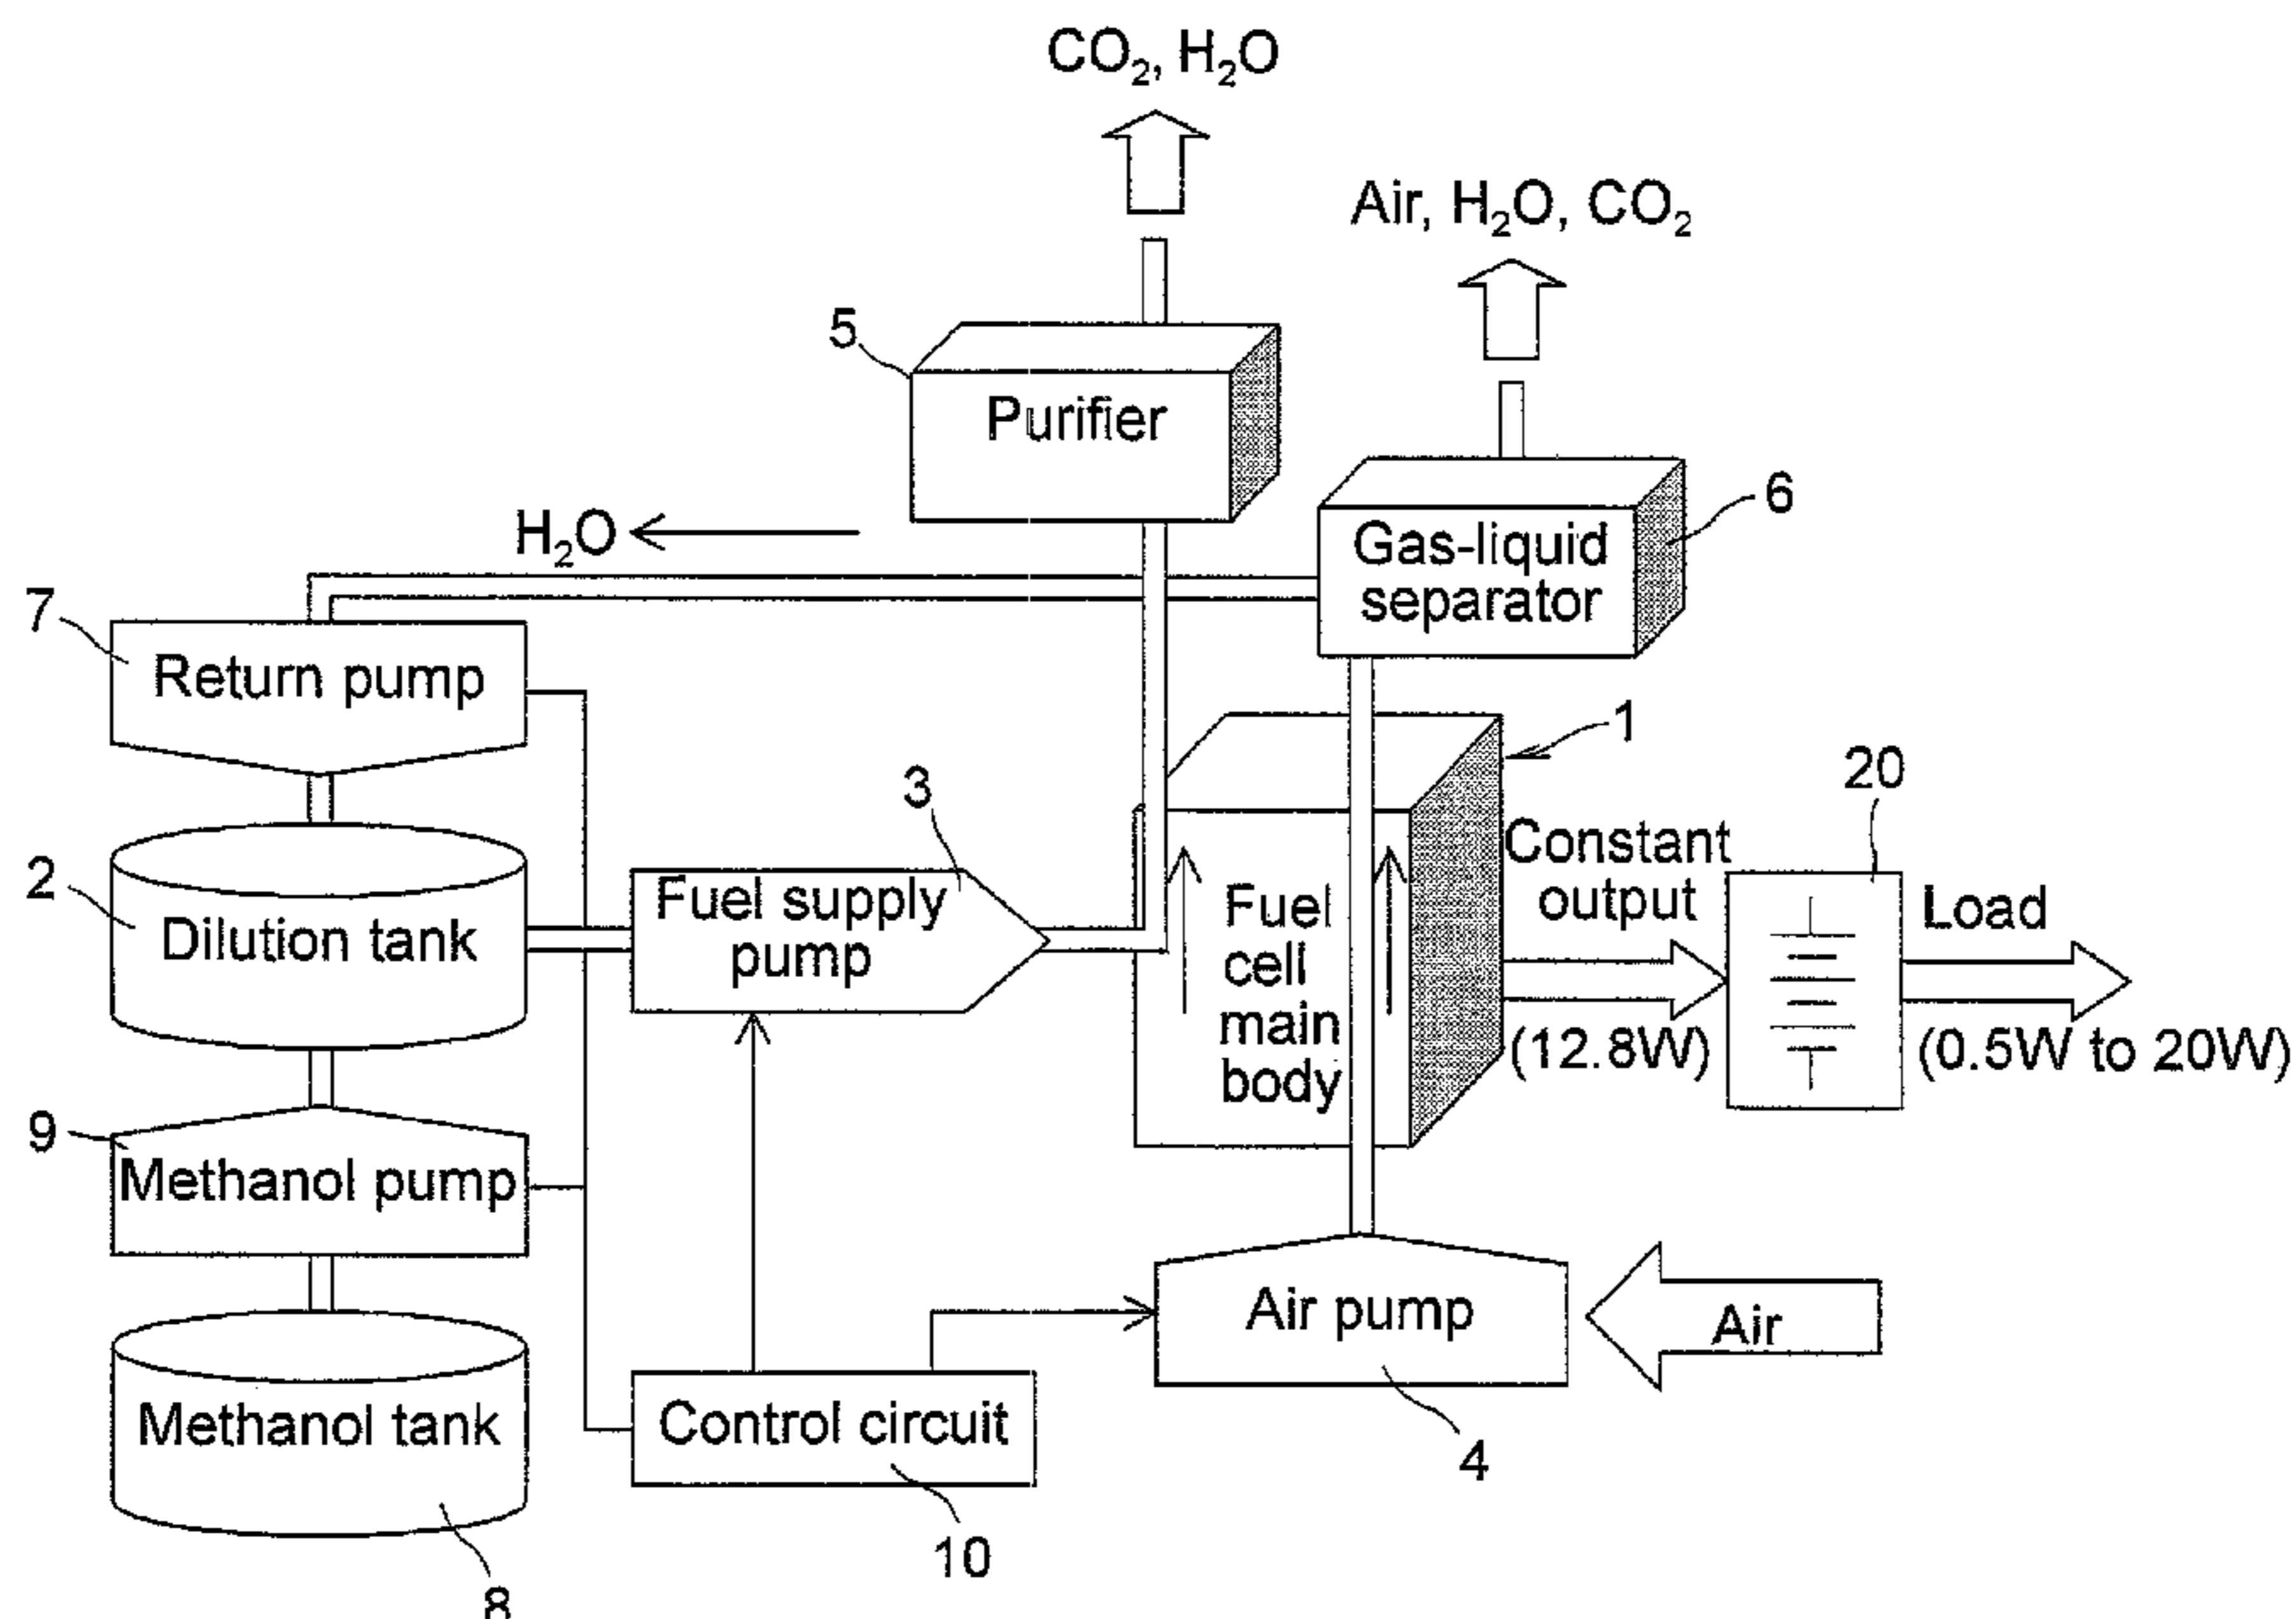 CO₂, H₂O
Air, H₂O, CO₂
5
Purifier
6
H₂O
Gas-liquid
separator
7
Return pump
1
20
3
2
Dilution tank
Fuel supply
pump
Fuel
cell
main
body
Constant
output
(12.8W)
Load
(0.5W to 20W)
9
Methanol pump
Air pump
Air
4
Methanol tank
Control circuit
10
8